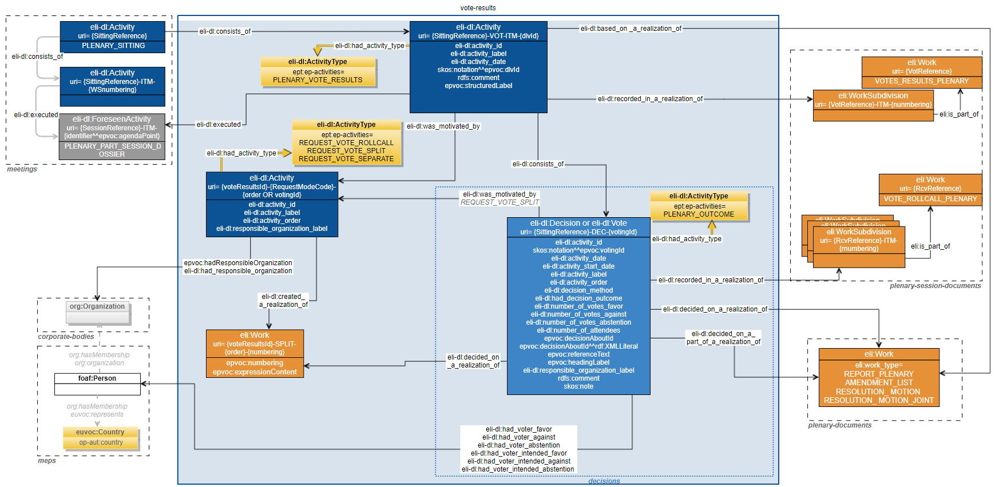 vote-results
eli-dl:Activity
uri= {SittingReference}
PLENARY_SITTING
eli-dl:consists_of
eli-dl:Activity
uri= {SittingReference}-ITM-
{WSnumbering}
eli-dl:executed
eli-dl:ForeseenActivity
uri= {SessionReference}-ITM-
{identifier^^epvoc:agendaPoint}
PLENARY_PART_SESSION_D
OSSIER
meetings
eli-dl:consists_of
eli-dl:Activity
uri= {SittingReference}-VOT-ITM-{dlvId}
eli-dl:activity_id
eli-dl:activity_label
eli-dl:activity_date
skos:notation^^epvoc:dlvId
rdfs:comment
epvoc:structuredLabel
eli-dl:had_activity_type
eli-dl:ActivityType
ept:ep-activities=
PLENARY_VOTE_RESULTS
eli-dl:executed
eli-dl:was_motivated_by
eli-dl:ActivityType
ept:ep-activities=
REQUEST_VOTE_ROLLCALL
REQUEST_VOTE_SPLIT
REQUEST_VOTE_SEPARATE
eli-dl:had_activity_type
eli-dl:Activity
uri= {voteResultsId}-{RequestModeCode}-
{order OR votingId}
eli-dl:activity_id
eli-dl:activity_label
eli-dl:activity_order
eli-dl:responsible_organization_label
eli-dl:consists_of
eli-dl:was_motivated_by
REQUEST_VOTE_SPLIT
eli-dl:ActivityType
ept:ep-activities=
PLENARY_OUTCOME
eli-dl:had_activity_type
eli-dl:Decision or eli-dl:Vote
uri= {SittingReference}-DEC-{votingId}
eli-dl:activity_id
skos:notation^^epvoc:votingId
eli-dl:activity_date
eli-dl:activity_start_date
eli-dl:activity_label
eli-dl:activity_order
eli-dl:decision_method
eli-dl:had_decision_outcome
eli-dl:number_of_votes_favor
eli-dl:number_of_votes_against
eli-dl:number_of_votes_abstention
eli-dl:number_of_attendees
epvoc:decisionAboutId
epvoc:decisionAboutId^^rdf:XMLLiteral
epvoc:referenceText
epvoc:headingLabel
eli-dl:responsible_organization_label
rdfs:comment
skos:note
epvoc:hadResponsibleOrganization
eli-dl:had_responsible_organization
eli-dl:created_
a_realization_of
eli:Work
uri= {voteResultsId}-SPLIT-
{order}-{numbering}
epvoc:numbering
epvoc:expressionContent
eli-dl:decided_on
_a_realization_of
org:Organization
corporate-bodies
org:hasMembership
org:organization
foaf:Person
org:hasMembership
euvoc:represents
euvoc:Country
op-aut:country
meps
eli-dl:had_voter_favor
eli-dl:had_voter_against
eli-dl:had_voter_abstention
eli-dl:had_voter_intended_favor
eli-dl:had_voter_intended_against
eli-dl:had_voter_intended_abstention
decisions
eli-dl:based_on _a_realization_of
eli-dl:recorded_in_a_realization_of
eli:Work
uri= {VotReference}
VOTES_RESULTS_PLENARY
eli:WorkSubdivision
uri= {VotReference}-ITM-{nunmbering}
eli:is_part_of
eli:Work
uri= {RcvReference}
VOTE_ROLLCALL_PLENARY
eli:WorkSubdivision
eli:WorkSubdivision
eli:WorkSubdivision
uri= {RcvReference}-ITM-
{rnumbering}
eli:is_part_of
plenary-session-documents
eli-dl:recorded_in_a_realization_of
eli-dl:decided_on_a_realization_of
eli-dl:decided_on_a_
part_of_a_realization_of
eli:Work
eli:work_type=
REPORT_PLENARY
AMENDMENT_LIST
RESOLUTION_ MOTION
RESOLUTION_ MOTION_JOINT
plenary-documents